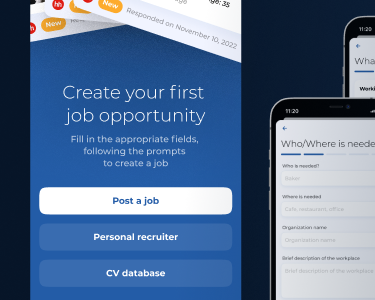 New
hh
New
Age: 35
Responded on November 10, 2022
Create your first
job opportunity
Fill in the appropriate fields,
following the prompts
to create a job
Post a job
Personal recruiter
CV database
11:20
Wha
Worki
11:20
Who/Where is neede
Who is needed?
Baker
Where is needed
Cafe, restaurant, office
Organization name
Organization name
Brief description of the workplace
Brief description of the workplace